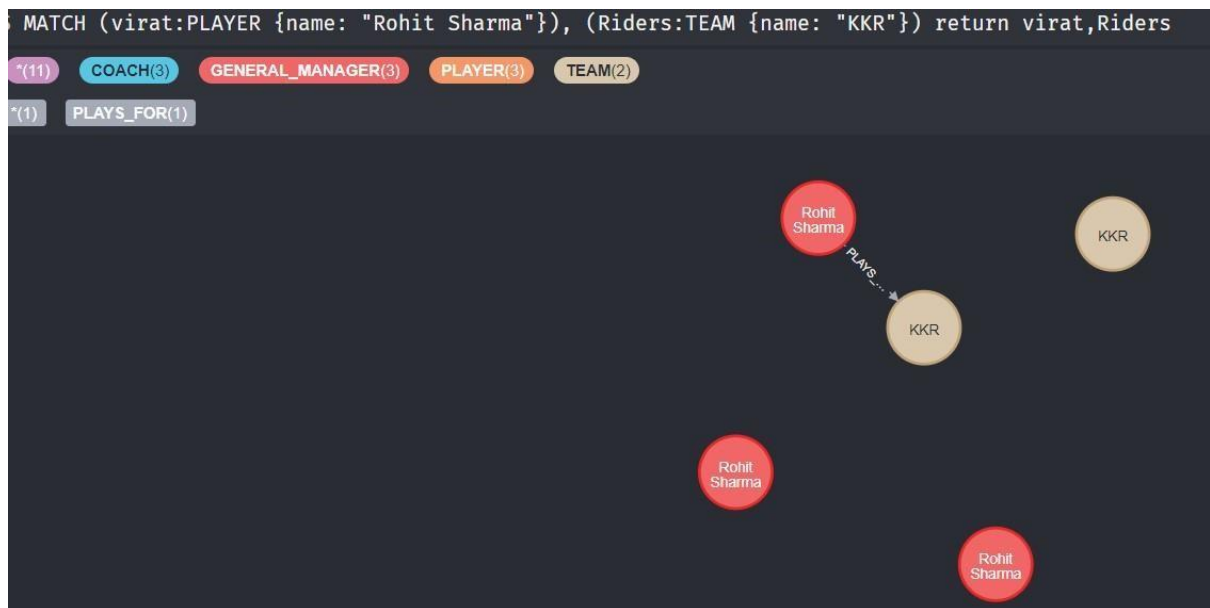 MATCH (virat:PLAYER {name: "Rohit Sharma"}), (Riders:TEAM {name: "KKR"}) return virat,Riders
*(11) COACH(3) GENERAL_MANAGER(3) PLAYER(3) TEAM(2)
*(1) PLAYS_FOR(1)
Rohit
Sharma
KKR
PLAYS_...
KKR
Rohit
Sharma
Rohit
Sharma